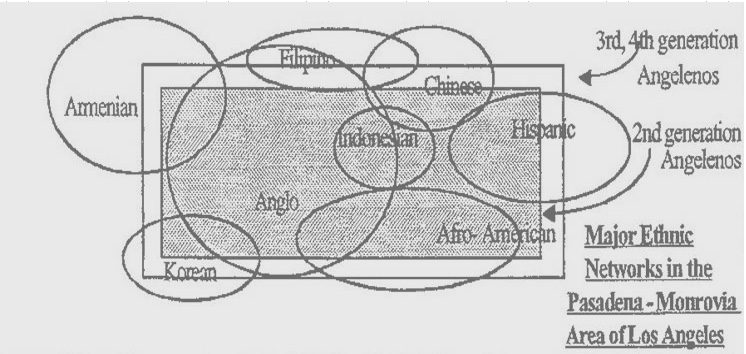 3rd, 4th generation
Angelenos
Filipino
Chinese
Armenian
Indonesian
Hispanic
2nd generation
Angelenos
Anglo
Afro- American
Korean
Major Ethnic
Networks in the
Pasadena - Monrovia
Area of Los Angeles